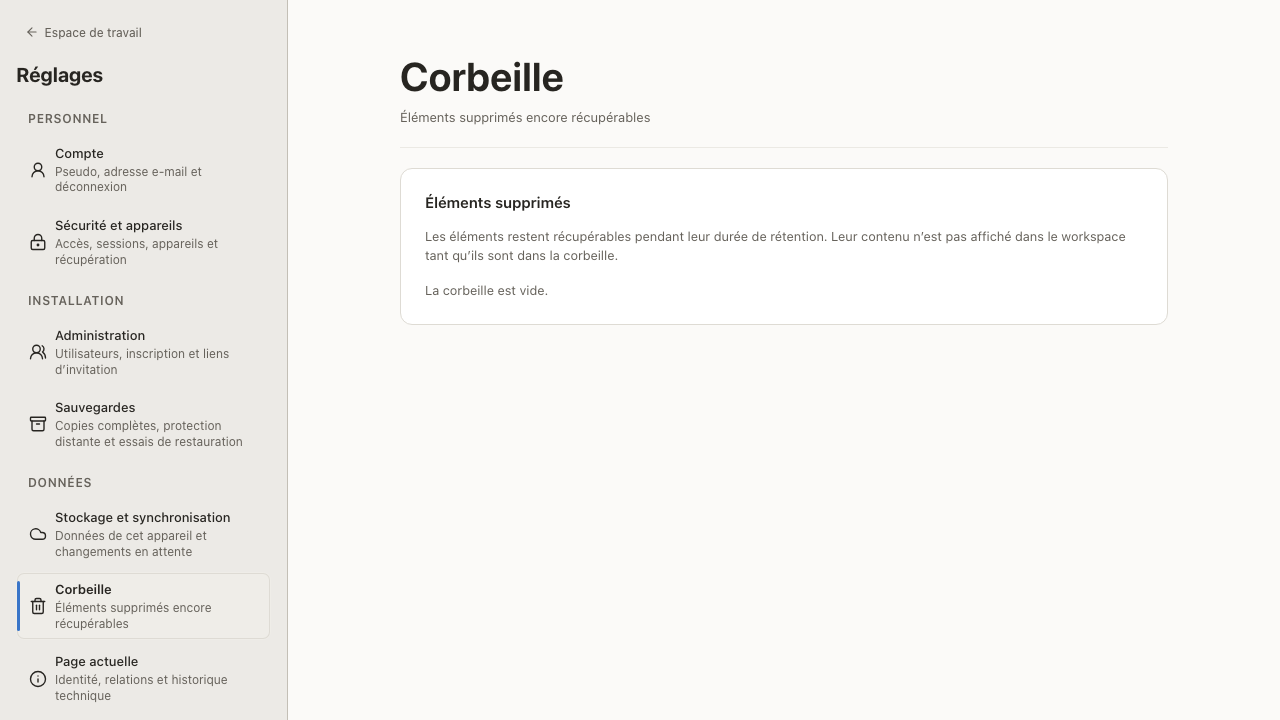 Espace de travail
Réglages
PERSONNEL
Compte
Pseudo, adresse e-mail et
déconnexion
Sécurité et appareils
Accès, sessions, appareils et
récupération
INSTALLATION
Administration
Utilisateurs, inscription et liens
d’invitation
Sauvegardes
Copies complètes, protection
distante et essais de restauration
DONNÉES
Stockage et synchronisation
Données de cet appareil et
changements en attente
Corbeille
Éléments supprimés encore
récupérables
Page actuelle
Identité, relations et historique
technique
Corbeille
Éléments supprimés encore récupérables
Éléments supprimés
Les éléments restent récupérables pendant leur durée de rétention. Leur contenu n’est pas affiché dans le workspace
tant qu’ils sont dans la corbeille.
La corbeille est vide.